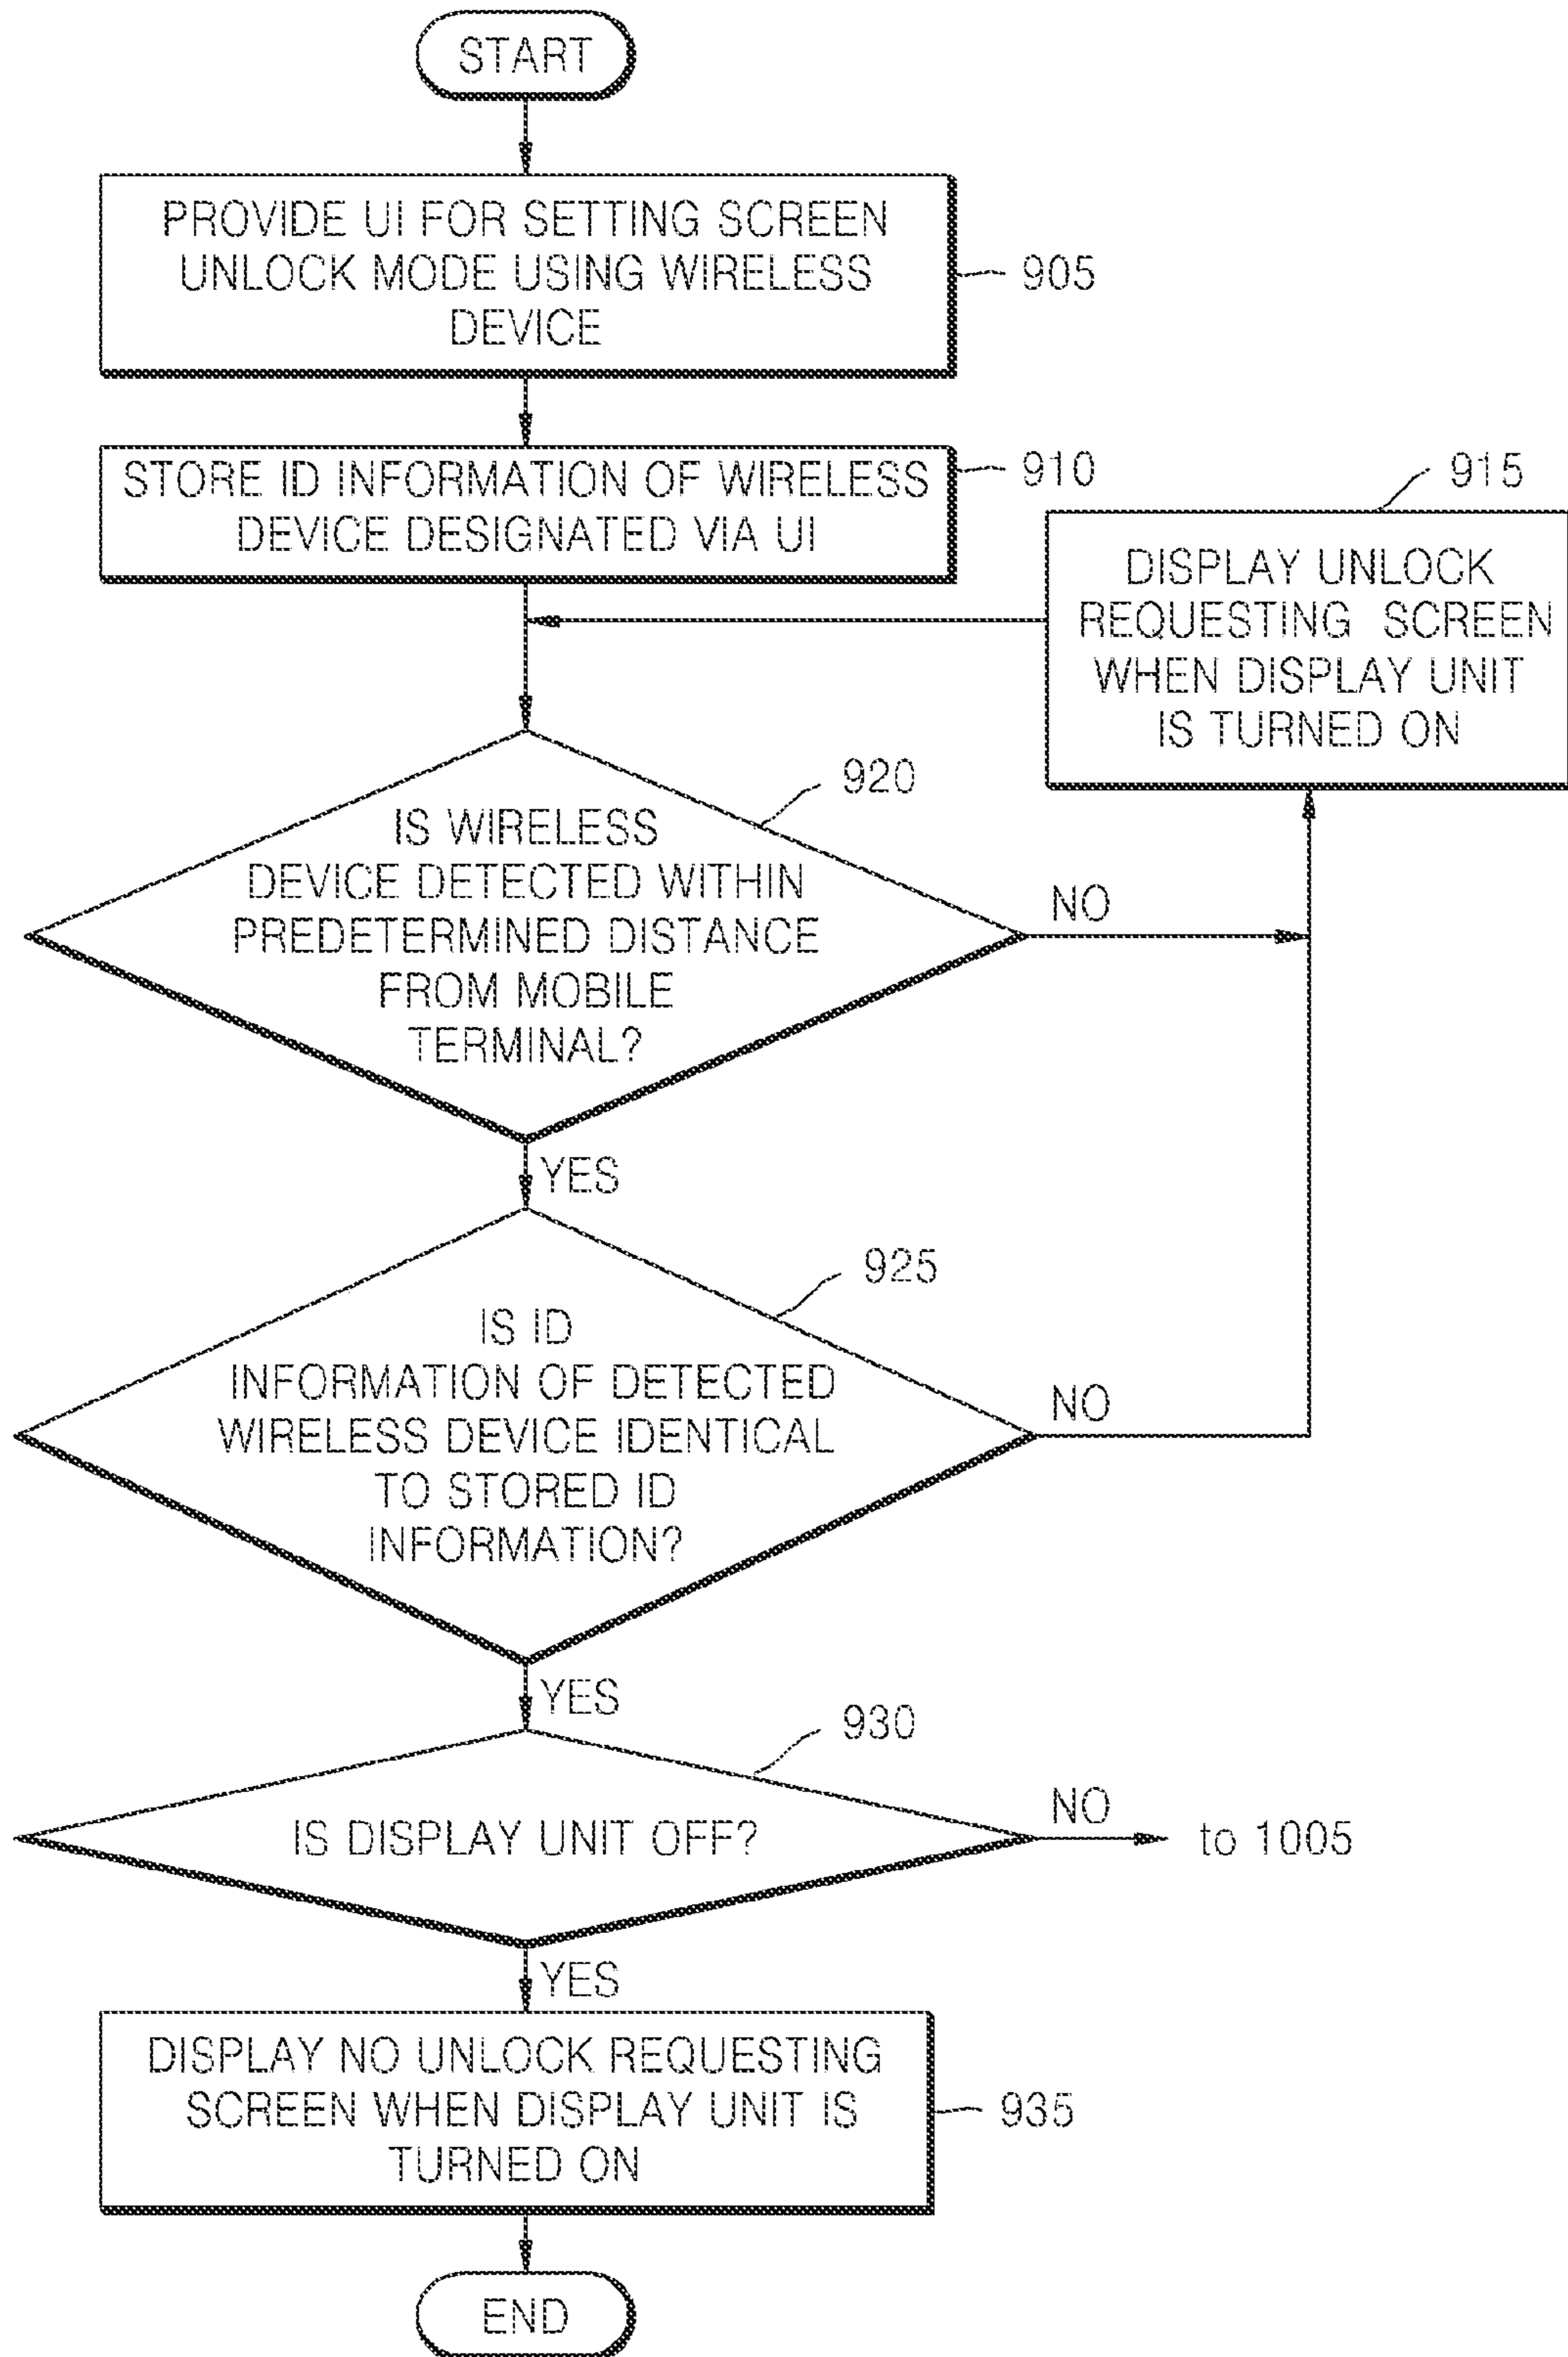 START
PROVIDE UI FOR SETTING SCREEN
UNLOCK MODE USING WIRELESS
DEVICE
905
STORE ID INFORMATION OF WIRELESS
DEVICE DESIGNATED VIA UI
910
915
DISPLAY UNLOCK
REQUESTING SCREEN
WHEN DISPLAY UNIT
IS TURNED ON
920
IS WIRELESS
DEVICE DETECTED WITHIN
PREDETERMINED DISTANCE
FROM MOBILE
TERMINAL?
NO
YES
925
IS ID
INFORMATION OF DETECTED
WIRELESS DEVICE IDENTICAL
TO STORED ID
INFORMATION?
NO
YES
930
IS DISPLAY UNIT OFF?
NO
to 1005
YES
DISPLAY NO UNLOCK REQUESTING
SCREEN WHEN DISPLAY UNIT IS
TURNED ON
935
END